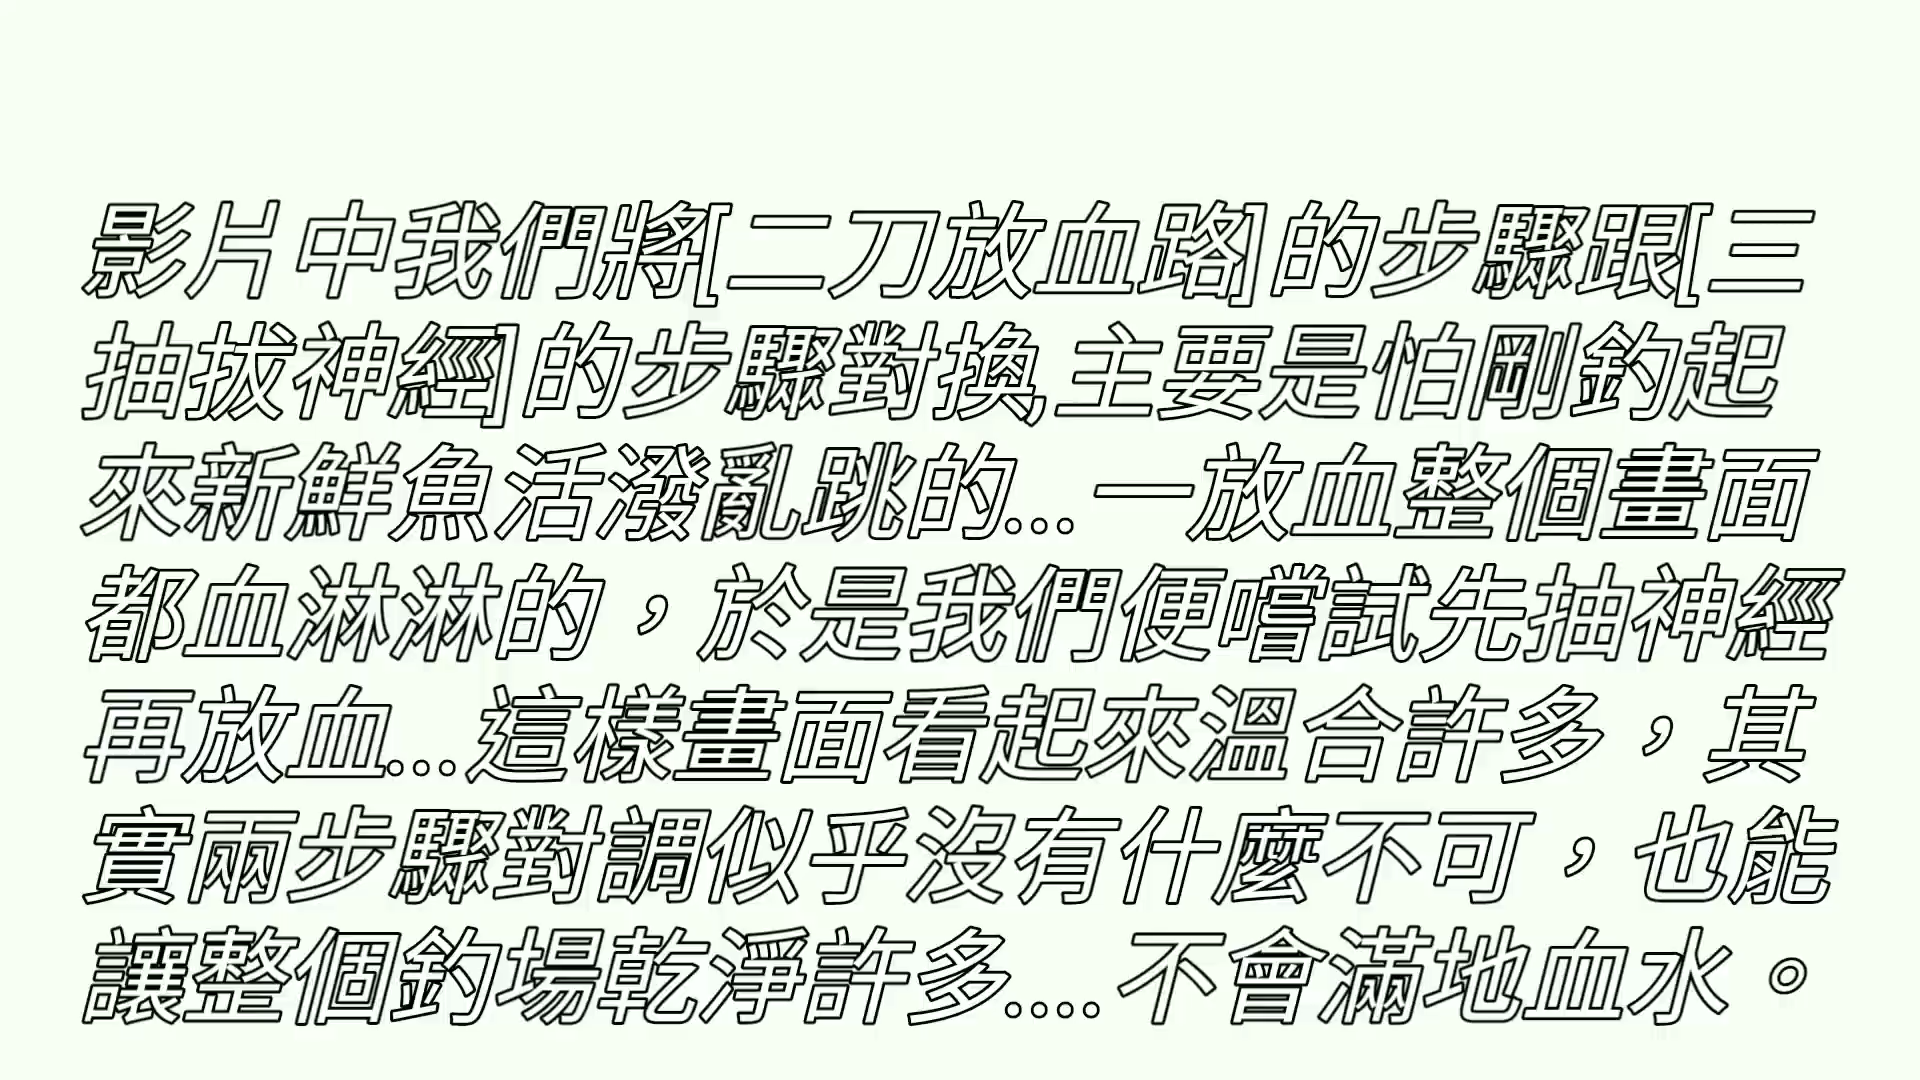 影片中我們將[二刀放血路]的步驟跟[三
抽拔神經]的步驟對換,主要是怕剛釣起
來新鮮魚活潑亂跳的...一放血整個畫面
都血淋淋的，於是我們便嚐試先抽神經
再放血...這樣畫面看起來溫合許多，其
實兩步驟對調似乎沒有什麼不可，也能
讓整個釣場乾淨許多....不會滿地血水。